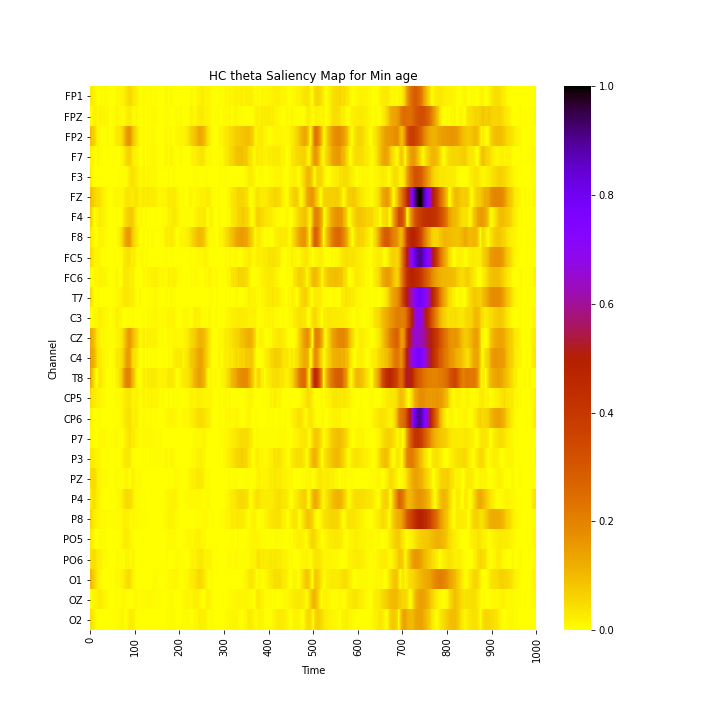 HC theta Saliency Map for Min age
Channel
FP1
FPZ
FP2
F7
F3
FZ
F4
F8
FC5
FC6
T7
C3
CZ
C4
T8
CP5
CP6
P7
P3
PZ
P4
P8
PO5
PO6
O1
OZ
O2
0
100
200
300
400
500
600
700
800
900
1000
Time
1.0
0.8
0.6
0.4
0.2
0.0